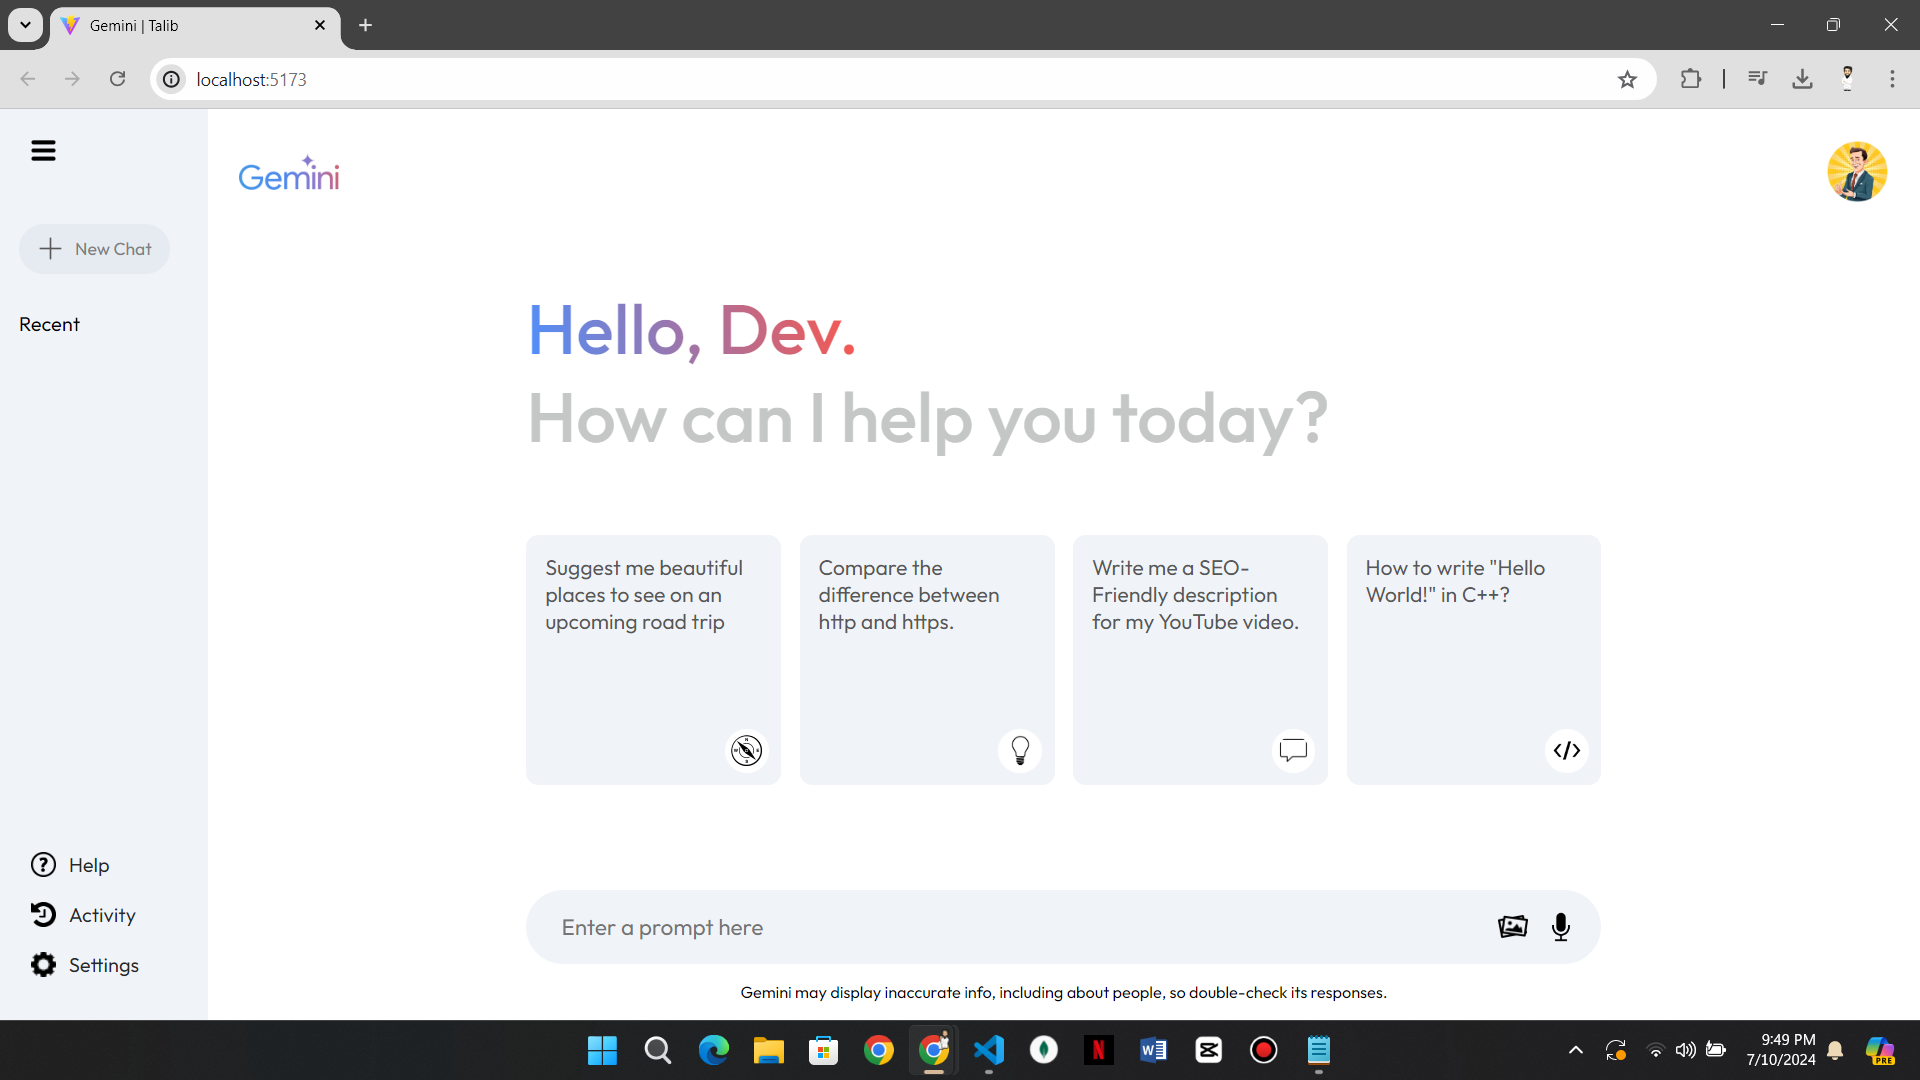 Gemini | Talib
localhost:5173
Gemini
New Chat
Recent
Hello, Dev.
How can I help you today?
Suggest me beautiful
places to see on an
upcoming road trip
Compare the
difference between
http and https.
Write me a SEO-
Friendly description
for my YouTube video.
How to write "Hello
World!" in C++?
Help
Activity
Settings
Enter a prompt here
Gemini may display inaccurate info, including about people, so double-check its responses.
9:49 PM
7/10/2024
PRE